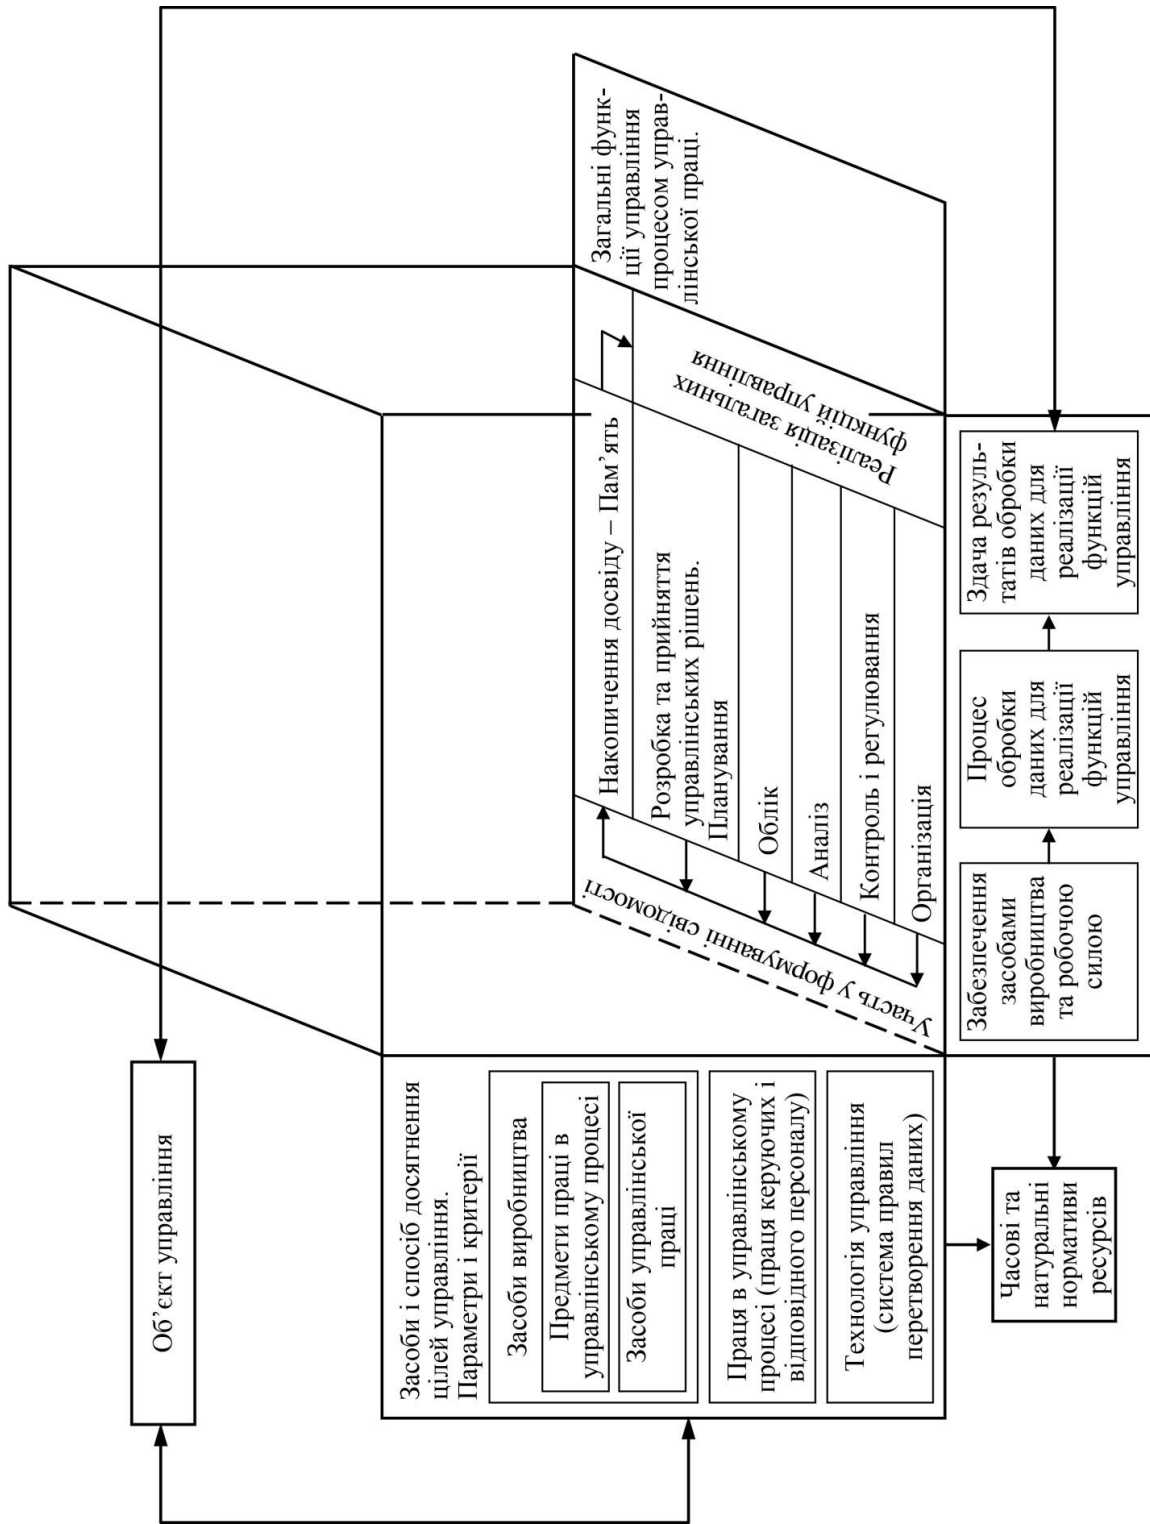 Об’єкт управління
Засоби і спосіб досягнення
цілей управління.
Параметри і критерії
Засоби виробництва
Предмети праці в
управлінському процесі
Засоби управлінської
праці
Праця в управлінському
процесі (праця керуючих і
відповідного персоналу)
Технологія управління
(система правил
перетворення даних)
Часові та
натуральні
нормативи
ресурсів
Участь у формуванні свідомості
Накопичення досвіду – Пам’ять
Розробка та прийняття
управлінських рішень.
Планування
Облік
Аналіз
Контроль і регулювання
Організація
Реалізація загальних
функцій управління
Загальні функ-
ції управління
процесом управ-
лінської праці.
Забезпечення
засобами
виробництва
та робочою
силою
Процес
обробки
даних для
реалізації
функцій
управління
Здача резуль-
татів обробки
даних для
реалізації
функцій
управління